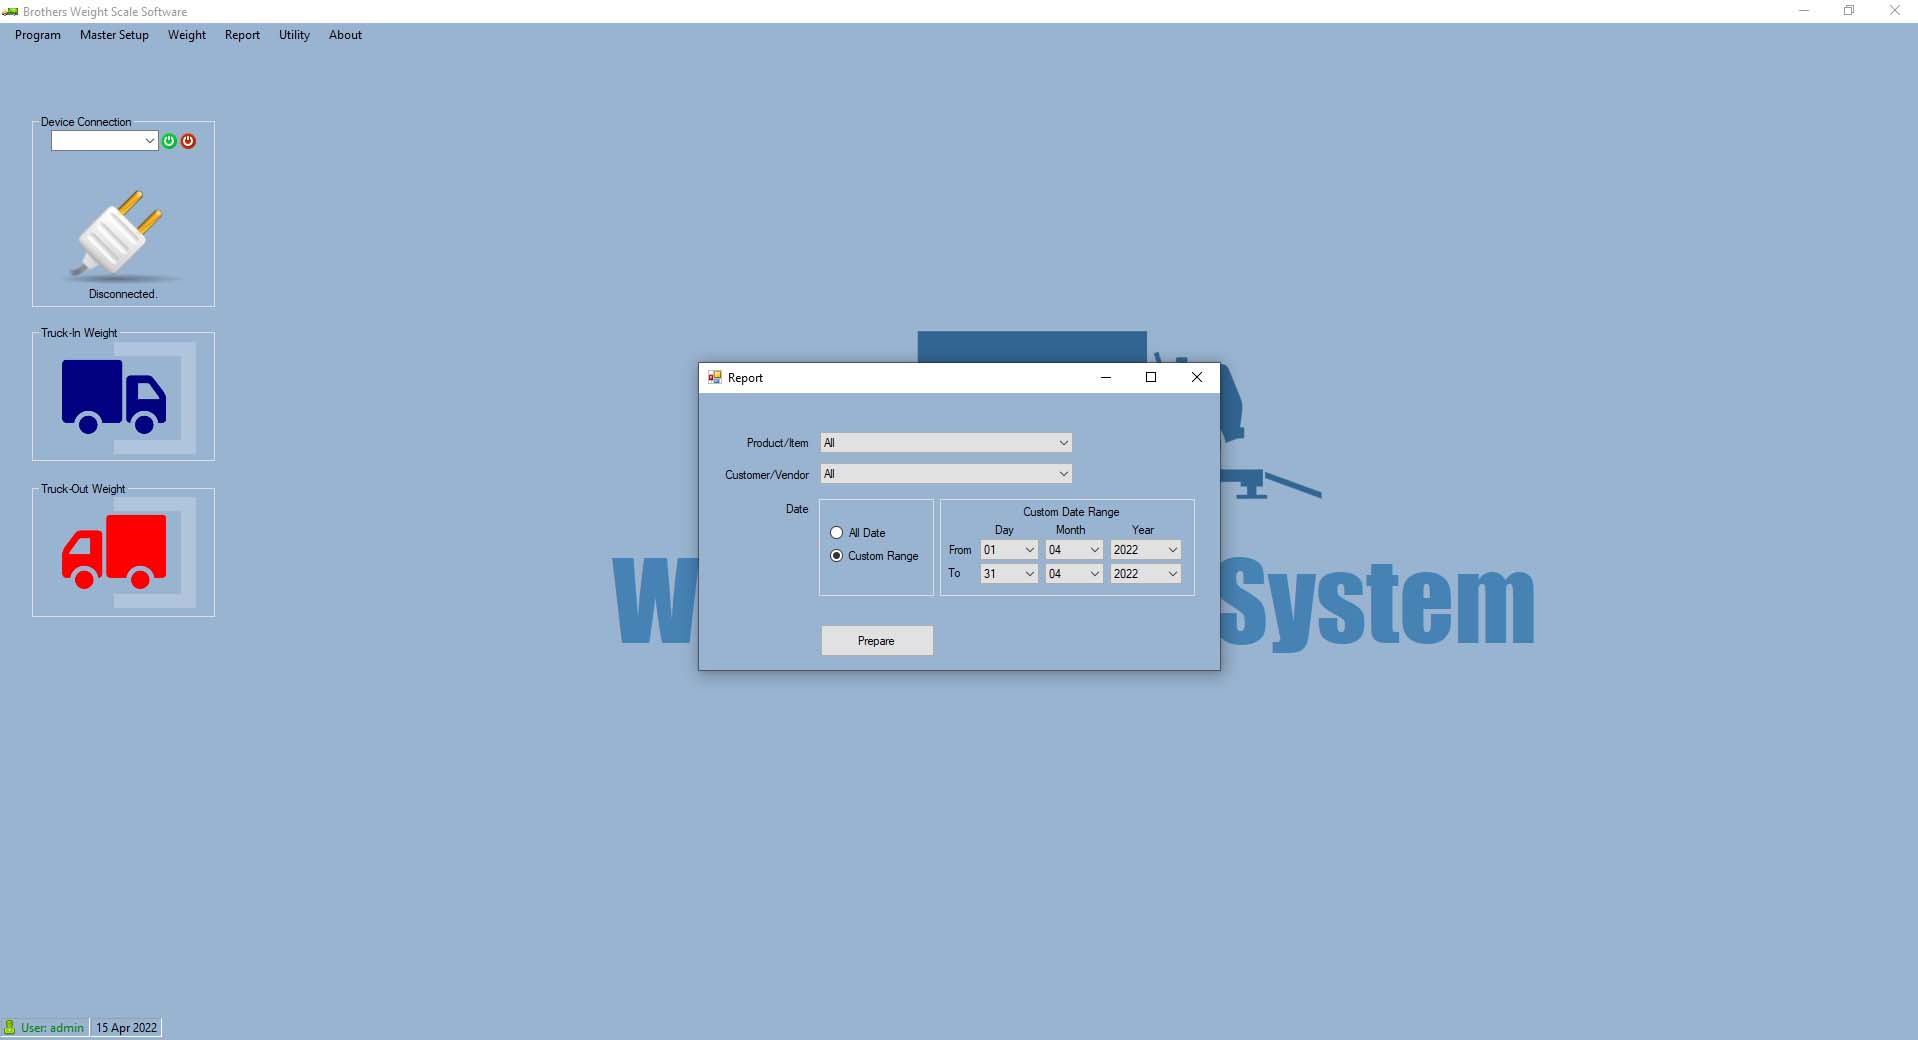 Brothers Weight Scale Software
Program Master Setup Weight Report Utility About
Device Connection
Disconnected.
Truck-In Weight
Truck-Out Weight
Report
Product/Item All
Customer/Vendor All
Date
All Date
Custom Range
Custom Date Range
Day Month Year
From 01 04 2022
To 31 04 2022
Prepare
System
User: admin 15 Apr 2022